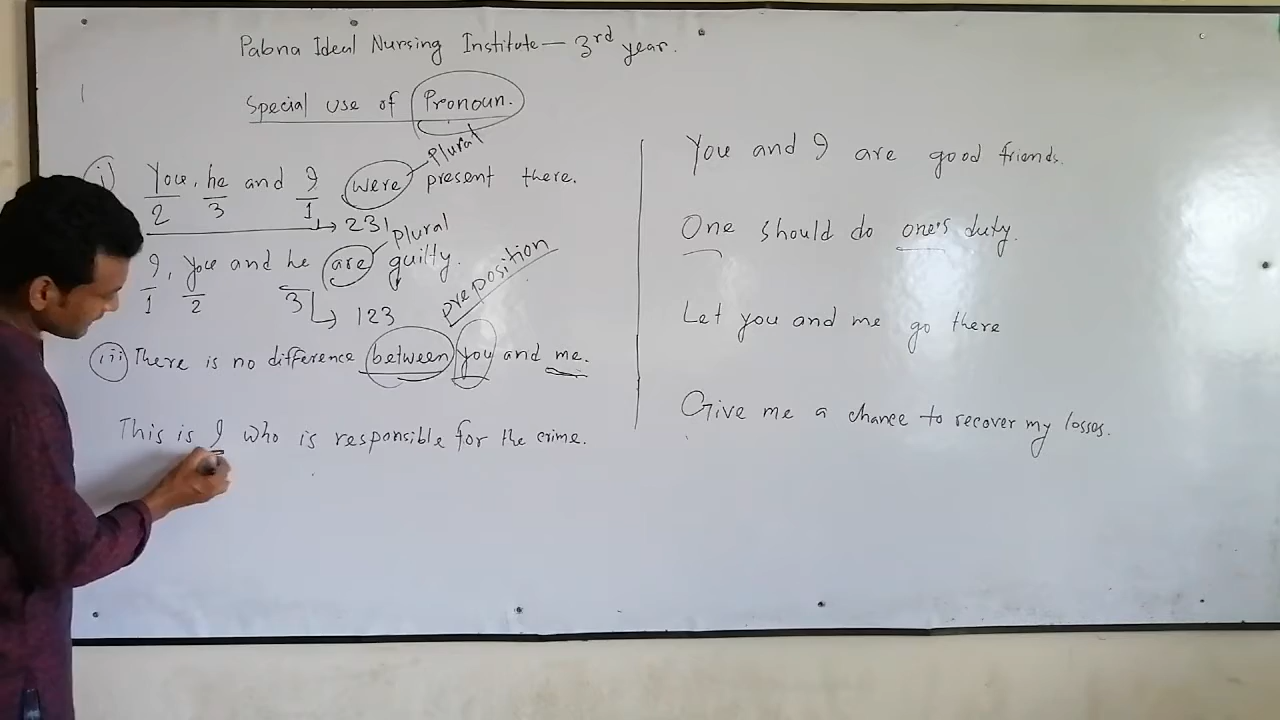 Pabna Ideal Nursing Institute — 3rd year.
Special use of Pronoun.
Plural
i) You, he and I were present there.
2 3 1 → 231
Plural
I, you and he are guilty.
1 2 3 → 123
preposition
iii) There is no difference between you and me.
This is I who is responsible for the crime.
You and I are good friends.
One should do one's duty.
Let you and me go there
Give me a chance to recover my losses.